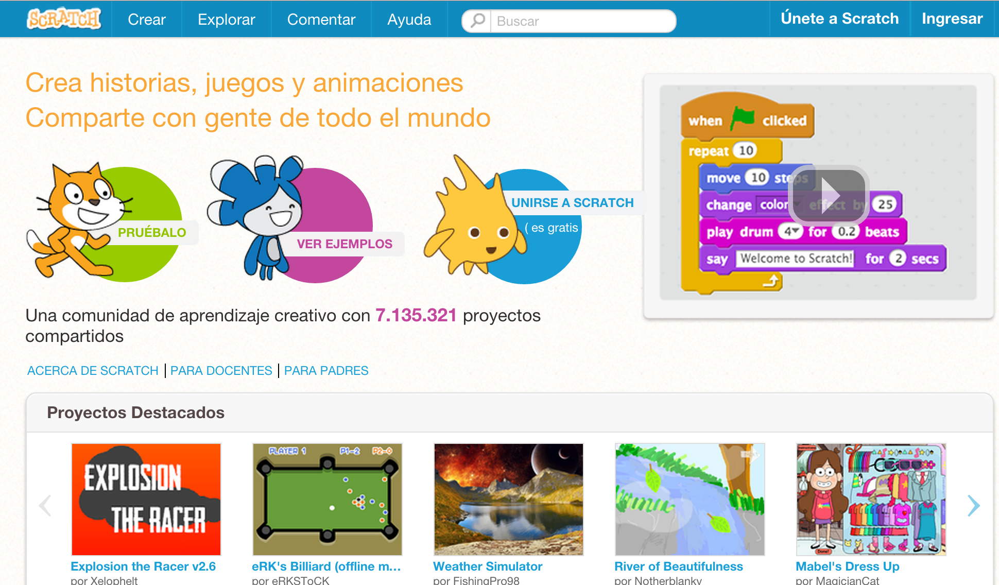 SCRATCH
Crear
Explorar
Comentar
Ayuda
Buscar
Únete a Scratch
Ingresar
Crea historias, juegos y animaciones
Comparte con gente de todo el mundo
PRUÉBALO
VER EJEMPLOS
UNIRSE A SCRATCH
( es gratis
when clicked
repeat 10
move 10 steps
change color effect by 25
play drum 4 for 0.2 beats
say Welcome to Scratch! for 2 secs
Una comunidad de aprendizaje creativo con 7.135.321 proyectos
compartidos
ACERCA DE SCRATCH
PARA DOCENTES
PARA PADRES
Proyectos Destacados
EXPLOSION
THE RACER
PLAYER 1 P1-2 P2-0
Explosion the Racer v2.6
por Xelophelt
eRK's Billiard (offline m...
por eRKSToCK
Weather Simulator
por FishingPro98
River of Beautifulness
por Notherblanky
Mabel's Dress Up
por MagicianCat